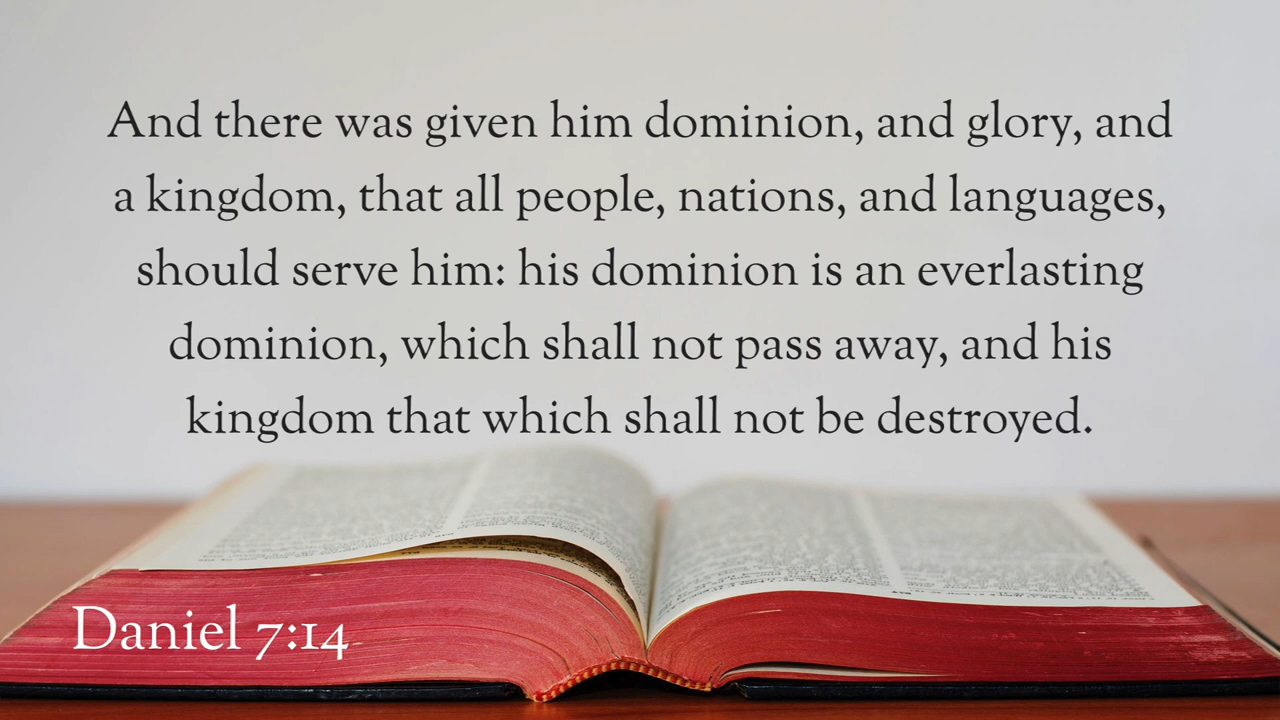 And there was given him dominion, and glory, and
a kingdom, that all people, nations, and languages,
should serve him: his dominion is an everlasting
dominion, which shall not pass away, and his
kingdom that which shall not be destroyed.
Daniel 7:14